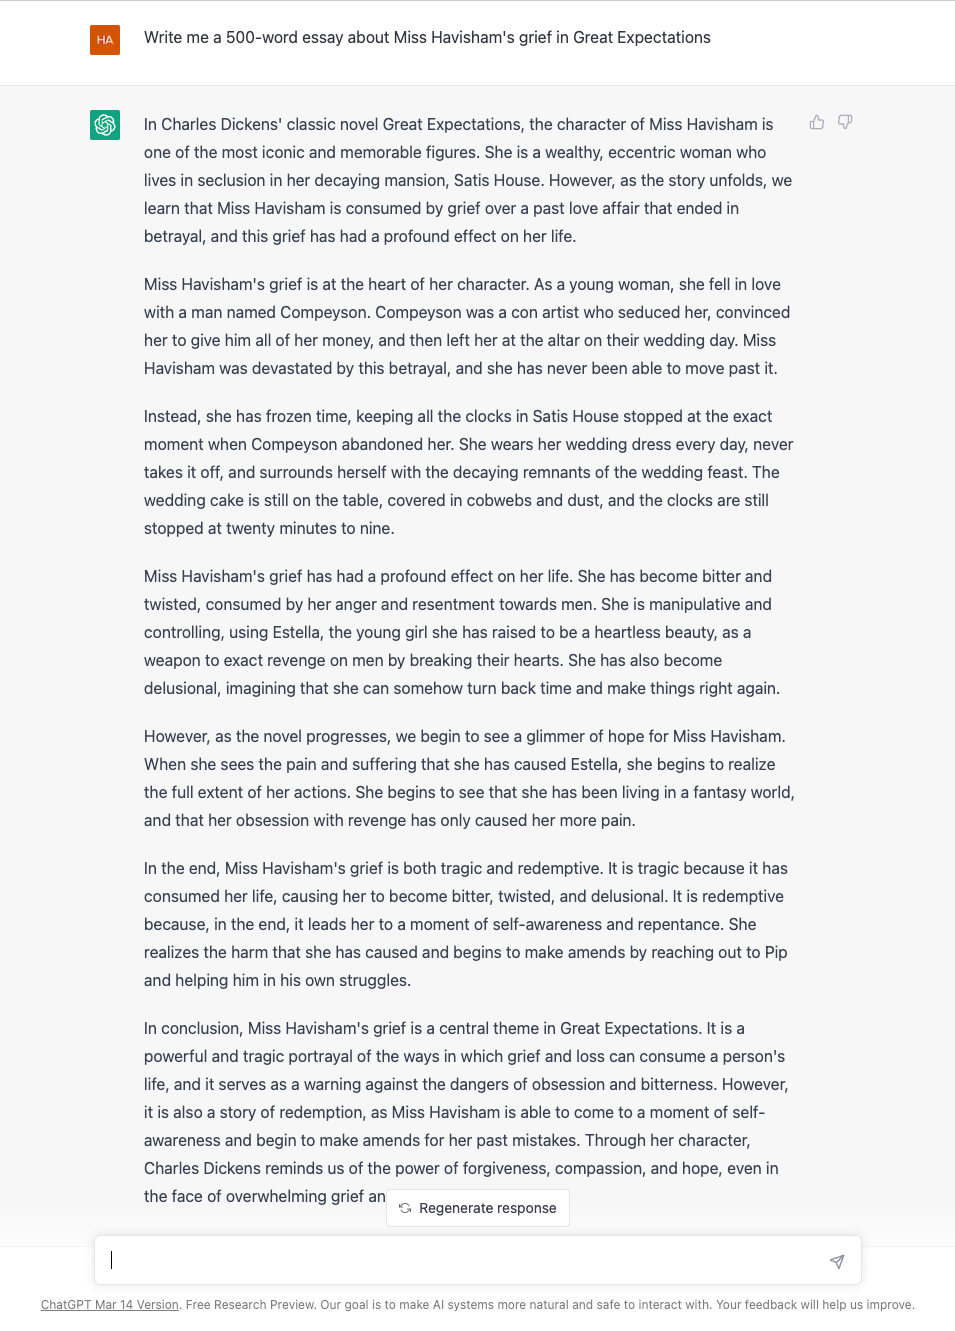 HA
Write me a 500-word essay about Miss Havisham's grief in Great Expectations
In Charles Dickens' classic novel Great Expectations, the character of Miss Havisham is
one of the most iconic and memorable figures. She is a wealthy, eccentric woman who
lives in seclusion in her decaying mansion, Satis House. However, as the story unfolds, we
learn that Miss Havisham is consumed by grief over a past love affair that ended in
betrayal, and this grief has had a profound effect on her life.
Miss Havisham's grief is at the heart of her character. As a young woman, she fell in love
with a man named Compeyson. Compeyson was a con artist who seduced her, convinced
her to give him all of her money, and then left her at the altar on their wedding day. Miss
Havisham was devastated by this betrayal, and she has never been able to move past it.
Instead, she has frozen time, keeping all the clocks in Satis House stopped at the exact
moment when Compeyson abandoned her. She wears her wedding dress every day, never
takes it off, and surrounds herself with the decaying remnants of the wedding feast. The
wedding cake is still on the table, covered in cobwebs and dust, and the clocks are still
stopped at twenty minutes to nine.
Miss Havisham's grief has had a profound effect on her life. She has become bitter and
twisted, consumed by her anger and resentment towards men. She is manipulative and
controlling, using Estella, the young girl she has raised to be a heartless beauty, as a
weapon to exact revenge on men by breaking their hearts. She has also become
delusional, imagining that she can somehow turn back time and make things right again.
However, as the novel progresses, we begin to see a glimmer of hope for Miss Havisham.
When she sees the pain and suffering that she has caused Estella, she begins to realize
the full extent of her actions. She begins to see that she has been living in a fantasy world,
and that her obsession with revenge has only caused her more pain.
In the end, Miss Havisham's grief is both tragic and redemptive. It is tragic because it has
consumed her life, causing her to become bitter, twisted, and delusional. It is redemptive
because, in the end, it leads her to a moment of self-awareness and repentance. She
realizes the harm that she has caused and begins to make amends by reaching out to Pip
and helping him in his own struggles.
In conclusion, Miss Havisham's grief is a central theme in Great Expectations. It is a
powerful and tragic portrayal of the ways in which grief and loss can consume a person's
life, and it serves as a warning against the dangers of obsession and bitterness. However,
it is also a story of redemption, as Miss Havisham is able to come to a moment of self-
awareness and begin to make amends for her past mistakes. Through her character,
Charles Dickens reminds us of the power of forgiveness, compassion, and hope, even in
the face of overwhelming grief an
Regenerate response
ChatGPT Mar 14 Version. Free Research Preview. Our goal is to make AI systems more natural and safe to interact with. Your feedback will help us improve.